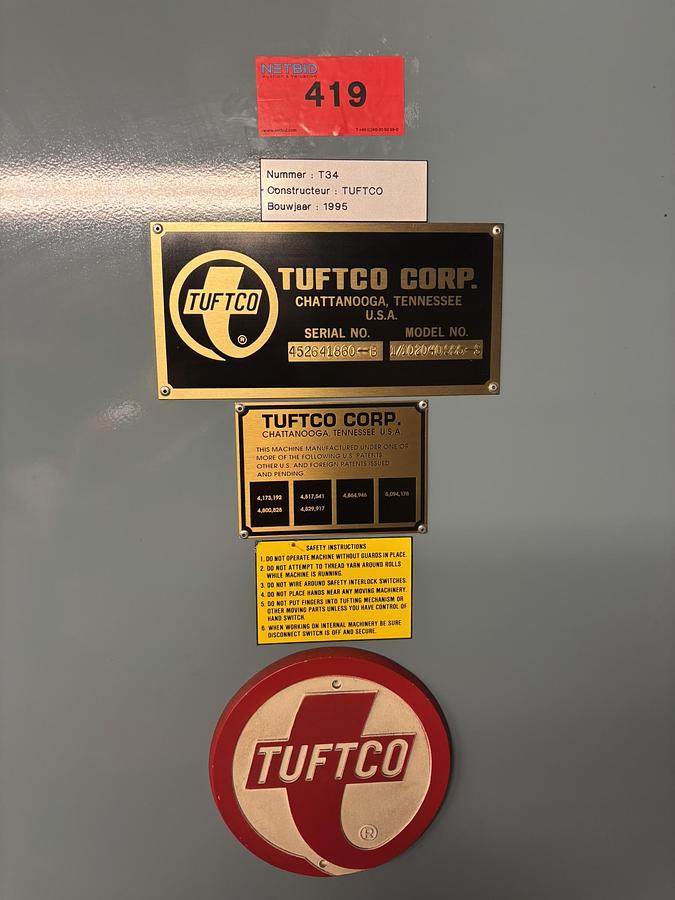 NETBID
419
www.netbid.com
Nummer : T34
Constructeur : TUFTCO
Bouwjaar : 1995
TUFTCO
®
TUFTCO CORP.
CHATTANOOGA, TENNESSEE
U.S.A.
SERIAL NO. MODEL NO.
452641860-B
TUFTCO CORP.
CHATTANOOGA, TENNESSEE U.S.A.
THIS MACHINE MANUFACTURED UNDER ONE OR
MORE OF THE FOLLOWING U.S. PATENTS
OTHER U.S. AND FOREIGN PATENTS ISSUED
AND PENDING.
4,173,192 4,817,541 4,864,946 5,094,178
4,800,828 4,829,917
SAFETY INSTRUCTIONS
1. DO NOT OPERATE MACHINE WITHOUT GUARDS IN PLACE.
2. DO NOT ATTEMPT TO THREAD YARN AROUND ROLLS
WHILE MACHINE IS RUNNING.
3. DO NOT WIRE AROUND SAFETY INTERLOCK SWITCHES.
4. DO NOT PLACE HANDS NEAR ANY MOVING MACHINERY.
5. DO NOT PUT FINGERS INTO TUFTING MECHANISM OR
OTHER MOVING PARTS UNLESS YOU HAVE CONTROL OF
HAND SWITCH.
6. WHEN WORKING ON INTERNAL MACHINERY BE SURE
DISCONNECT SWITCH IS OFF AND SECURE.
TUFTCO
®